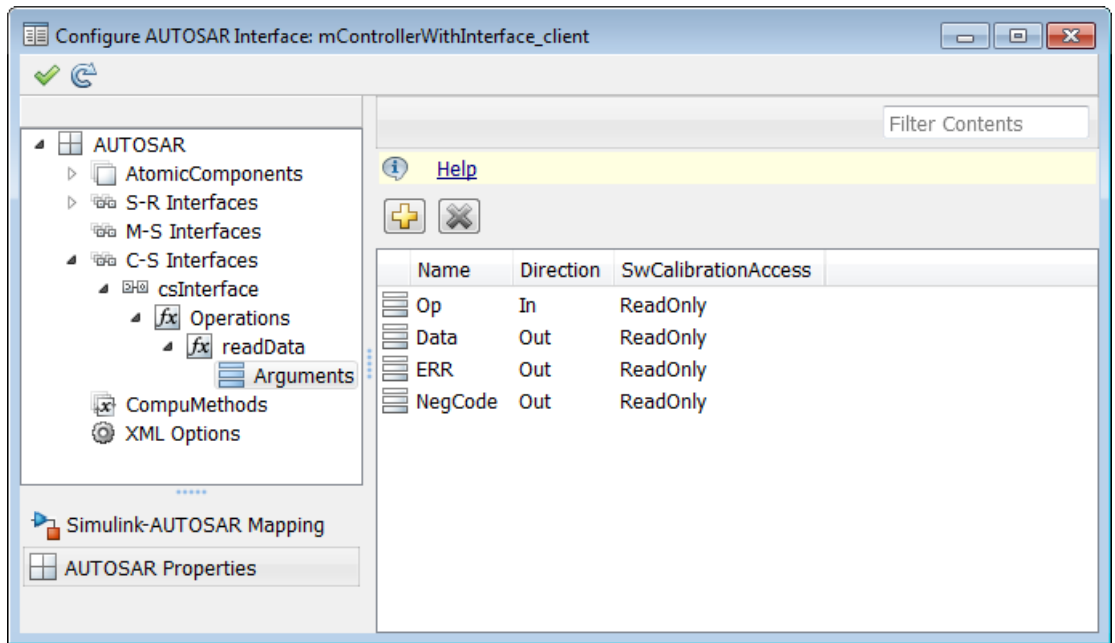 Configure AUTOSAR Interface: mControllerWithInterface_client
Filter Contents
AUTOSAR
AtomicComponents
S-R Interfaces
M-S Interfaces
C-S Interfaces
csInterface
fx Operations
fx readData
Arguments
x CompuMethods
XML Options
Simulink-AUTOSAR Mapping
AUTOSAR Properties
Help
Name Direction SwCalibrationAccess
Op In ReadOnly
Data Out ReadOnly
ERR Out ReadOnly
NegCode Out ReadOnly